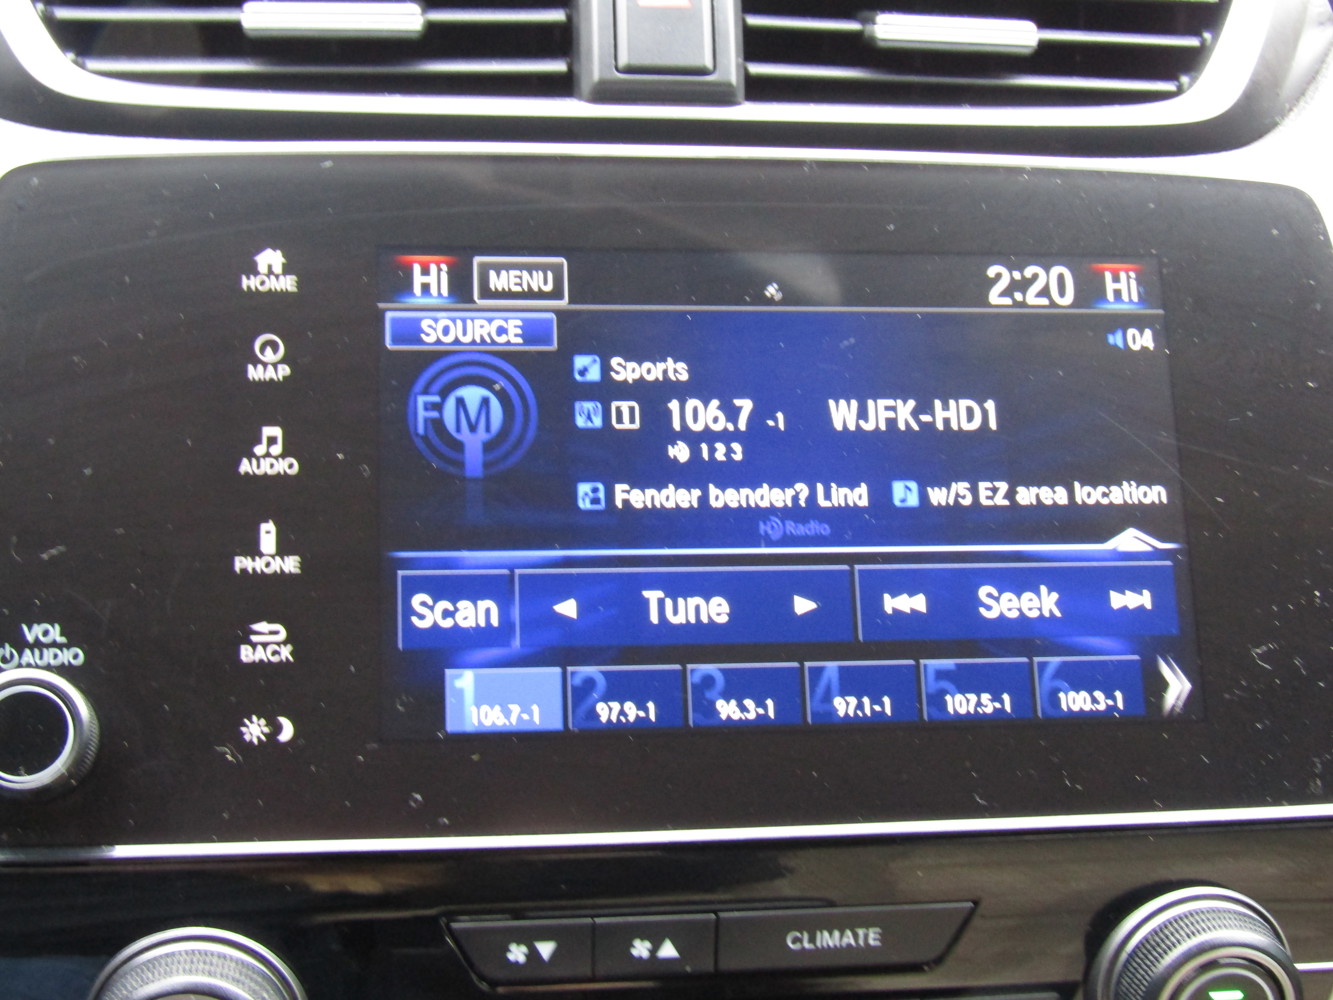 Hi MENU 2:20 Hi
SOURCE 04
HOME
MAP
AUDIO
PHONE
BACK
VOL
AUDIO
FM
Sports
1 106.7 -1 WJFK-HD1
HD 1 2 3
Fender bender? Lind w/5 EZ area location
HD Radio
Scan Tune Seek
1 106.7-1
2 97.9-1
3 96.3-1
4 97.1-1
5 107.5-1
6 100.3-1
CLIMATE